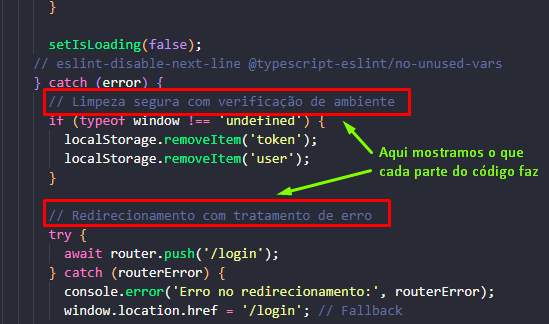 }
setIsLoading(false);
// eslint-disable-next-line @typescript-eslint/no-unused-vars
} catch (error) {
// Limpeza segura com verificação de ambiente
if (typeof window !== 'undefined') {
localStorage.removeItem('token');
localStorage.removeItem('user');
}
Aqui mostramos o que
cada parte do código faz
// Redirecionamento com tratamento de erro
try {
await router.push('/login');
} catch (routerError) {
console.error('Erro no redirecionamento:', routerError);
window.location.href = '/login'; // Fallback